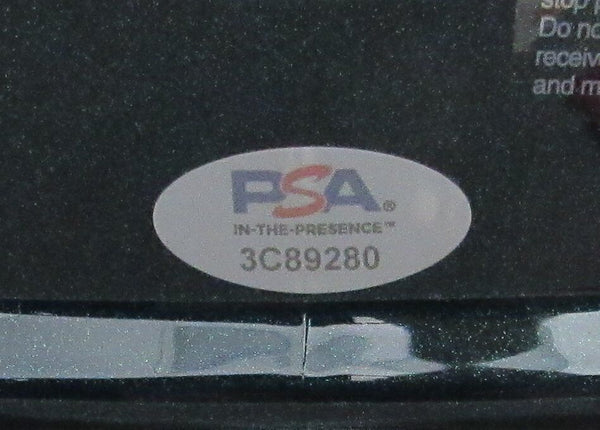 stop
Do no
receiv
and m
PSA®
IN-THE-PRESENCE™
3C89280